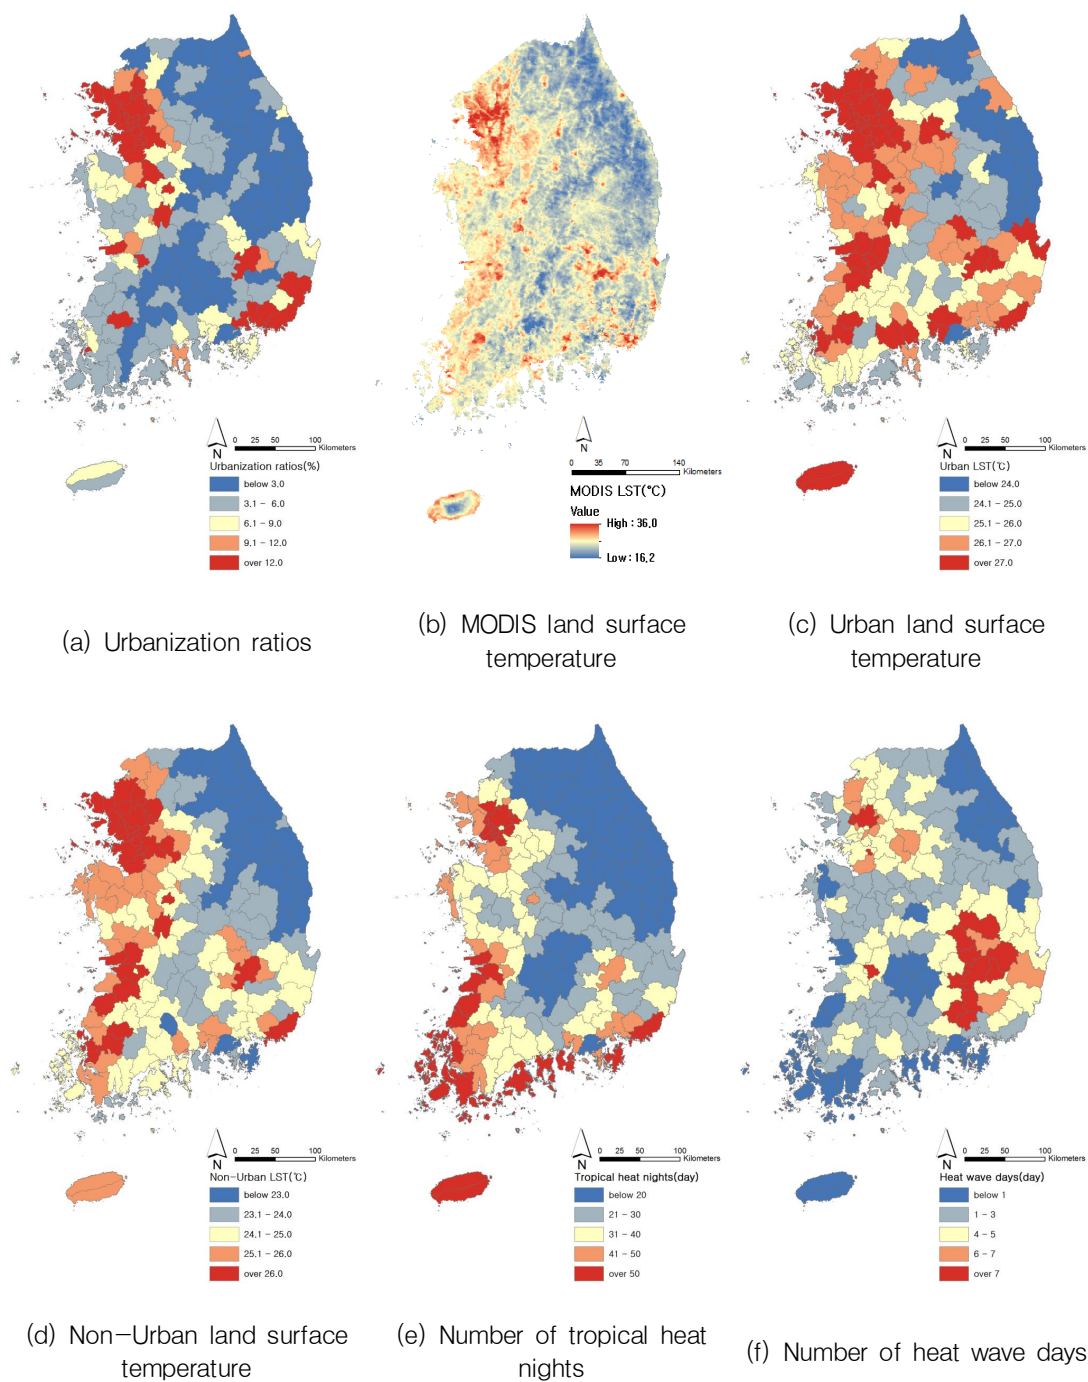 N
0 25 50 100
Kilometers
Urbanization ratios(%)
below 3.0
3.1 - 6.0
6.1 - 9.0
9.1 - 12.0
over 12.0
(a) Urbanization ratios
N
0 35 70 140
Kilometers
MODIS LST(°C)
Value
High : 36.0
Low : 16.2
(b) MODIS land surface
temperature
N
0 25 50 100
Kilometers
Urban LST(℃)
below 24.0
24.1 - 25.0
25.1 - 26.0
26.1 - 27.0
over 27.0
(c) Urban land surface
temperature
N
0 25 50 100
Kilometers
Non-Urban LST(℃)
below 23.0
23.1 - 24.0
24.1 - 25.0
25.1 - 26.0
over 26.0
(d) Non-Urban land surface
temperature
N
0 25 50 100
Kilometers
Tropical heat nights(day)
below 20
21 - 30
31 - 40
41 - 50
over 50
(e) Number of tropical heat
nights
N
0 25 50 100
Kilometers
Heat wave days(day)
below 1
1 - 3
4 - 5
6 - 7
over 7
(f) Number of heat wave days